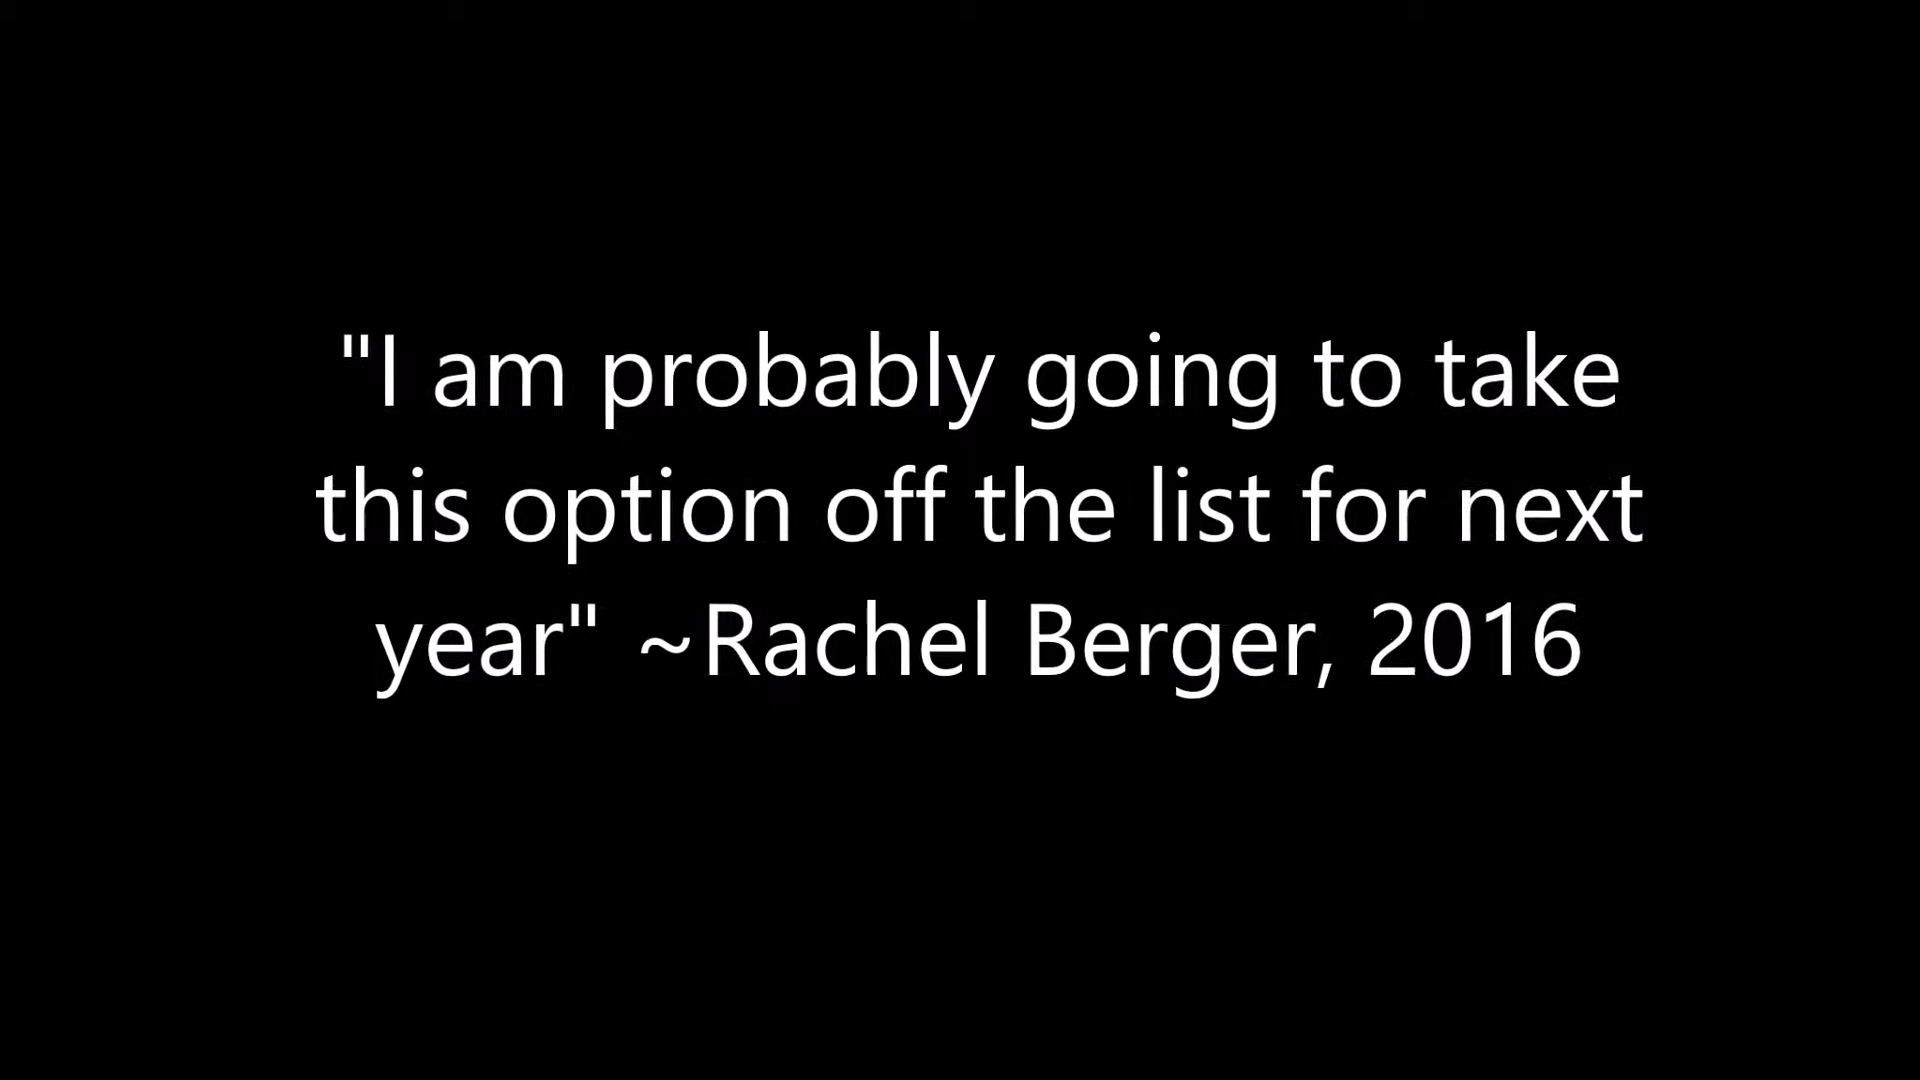 "I am probably going to take
this option off the list for next
year" ~Rachel Berger, 2016